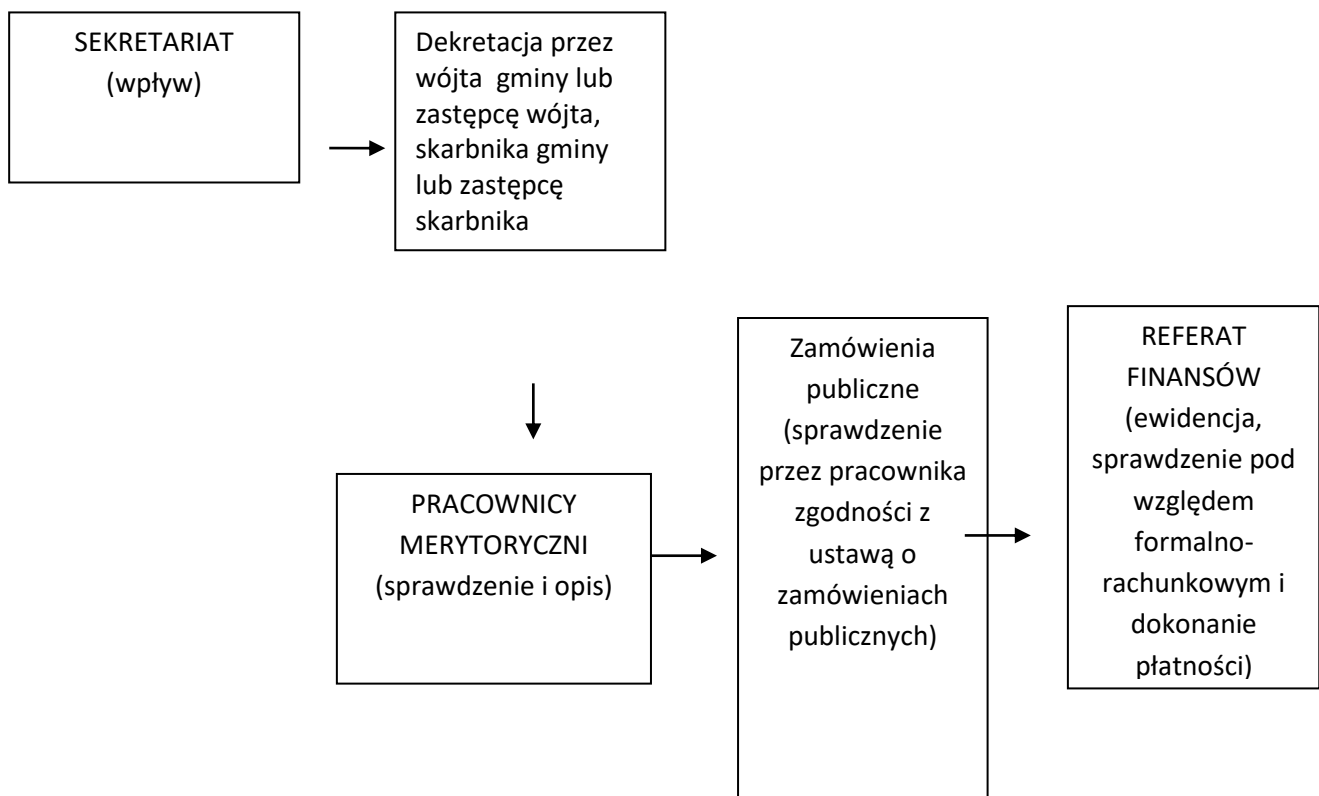 SEKRETARIAT
(wpływ)
Dekretacja przez
wójta gminy lub
zastępcę wójta,
skarbnika gminy
lub zastępcę
skarbnika
PRACOWNICY
MERYTORYCZNI
(sprawdzenie i opis)
Zamówienia
publiczne
(sprawdzenie
przez pracownika
zgodności z
ustawą o
zamówieniach
publicznych)
REFERAT
FINANSÓW
(ewidencja,
sprawdzenie pod
względem
formalno-
rachunkowym i
dokonanie
płatności)